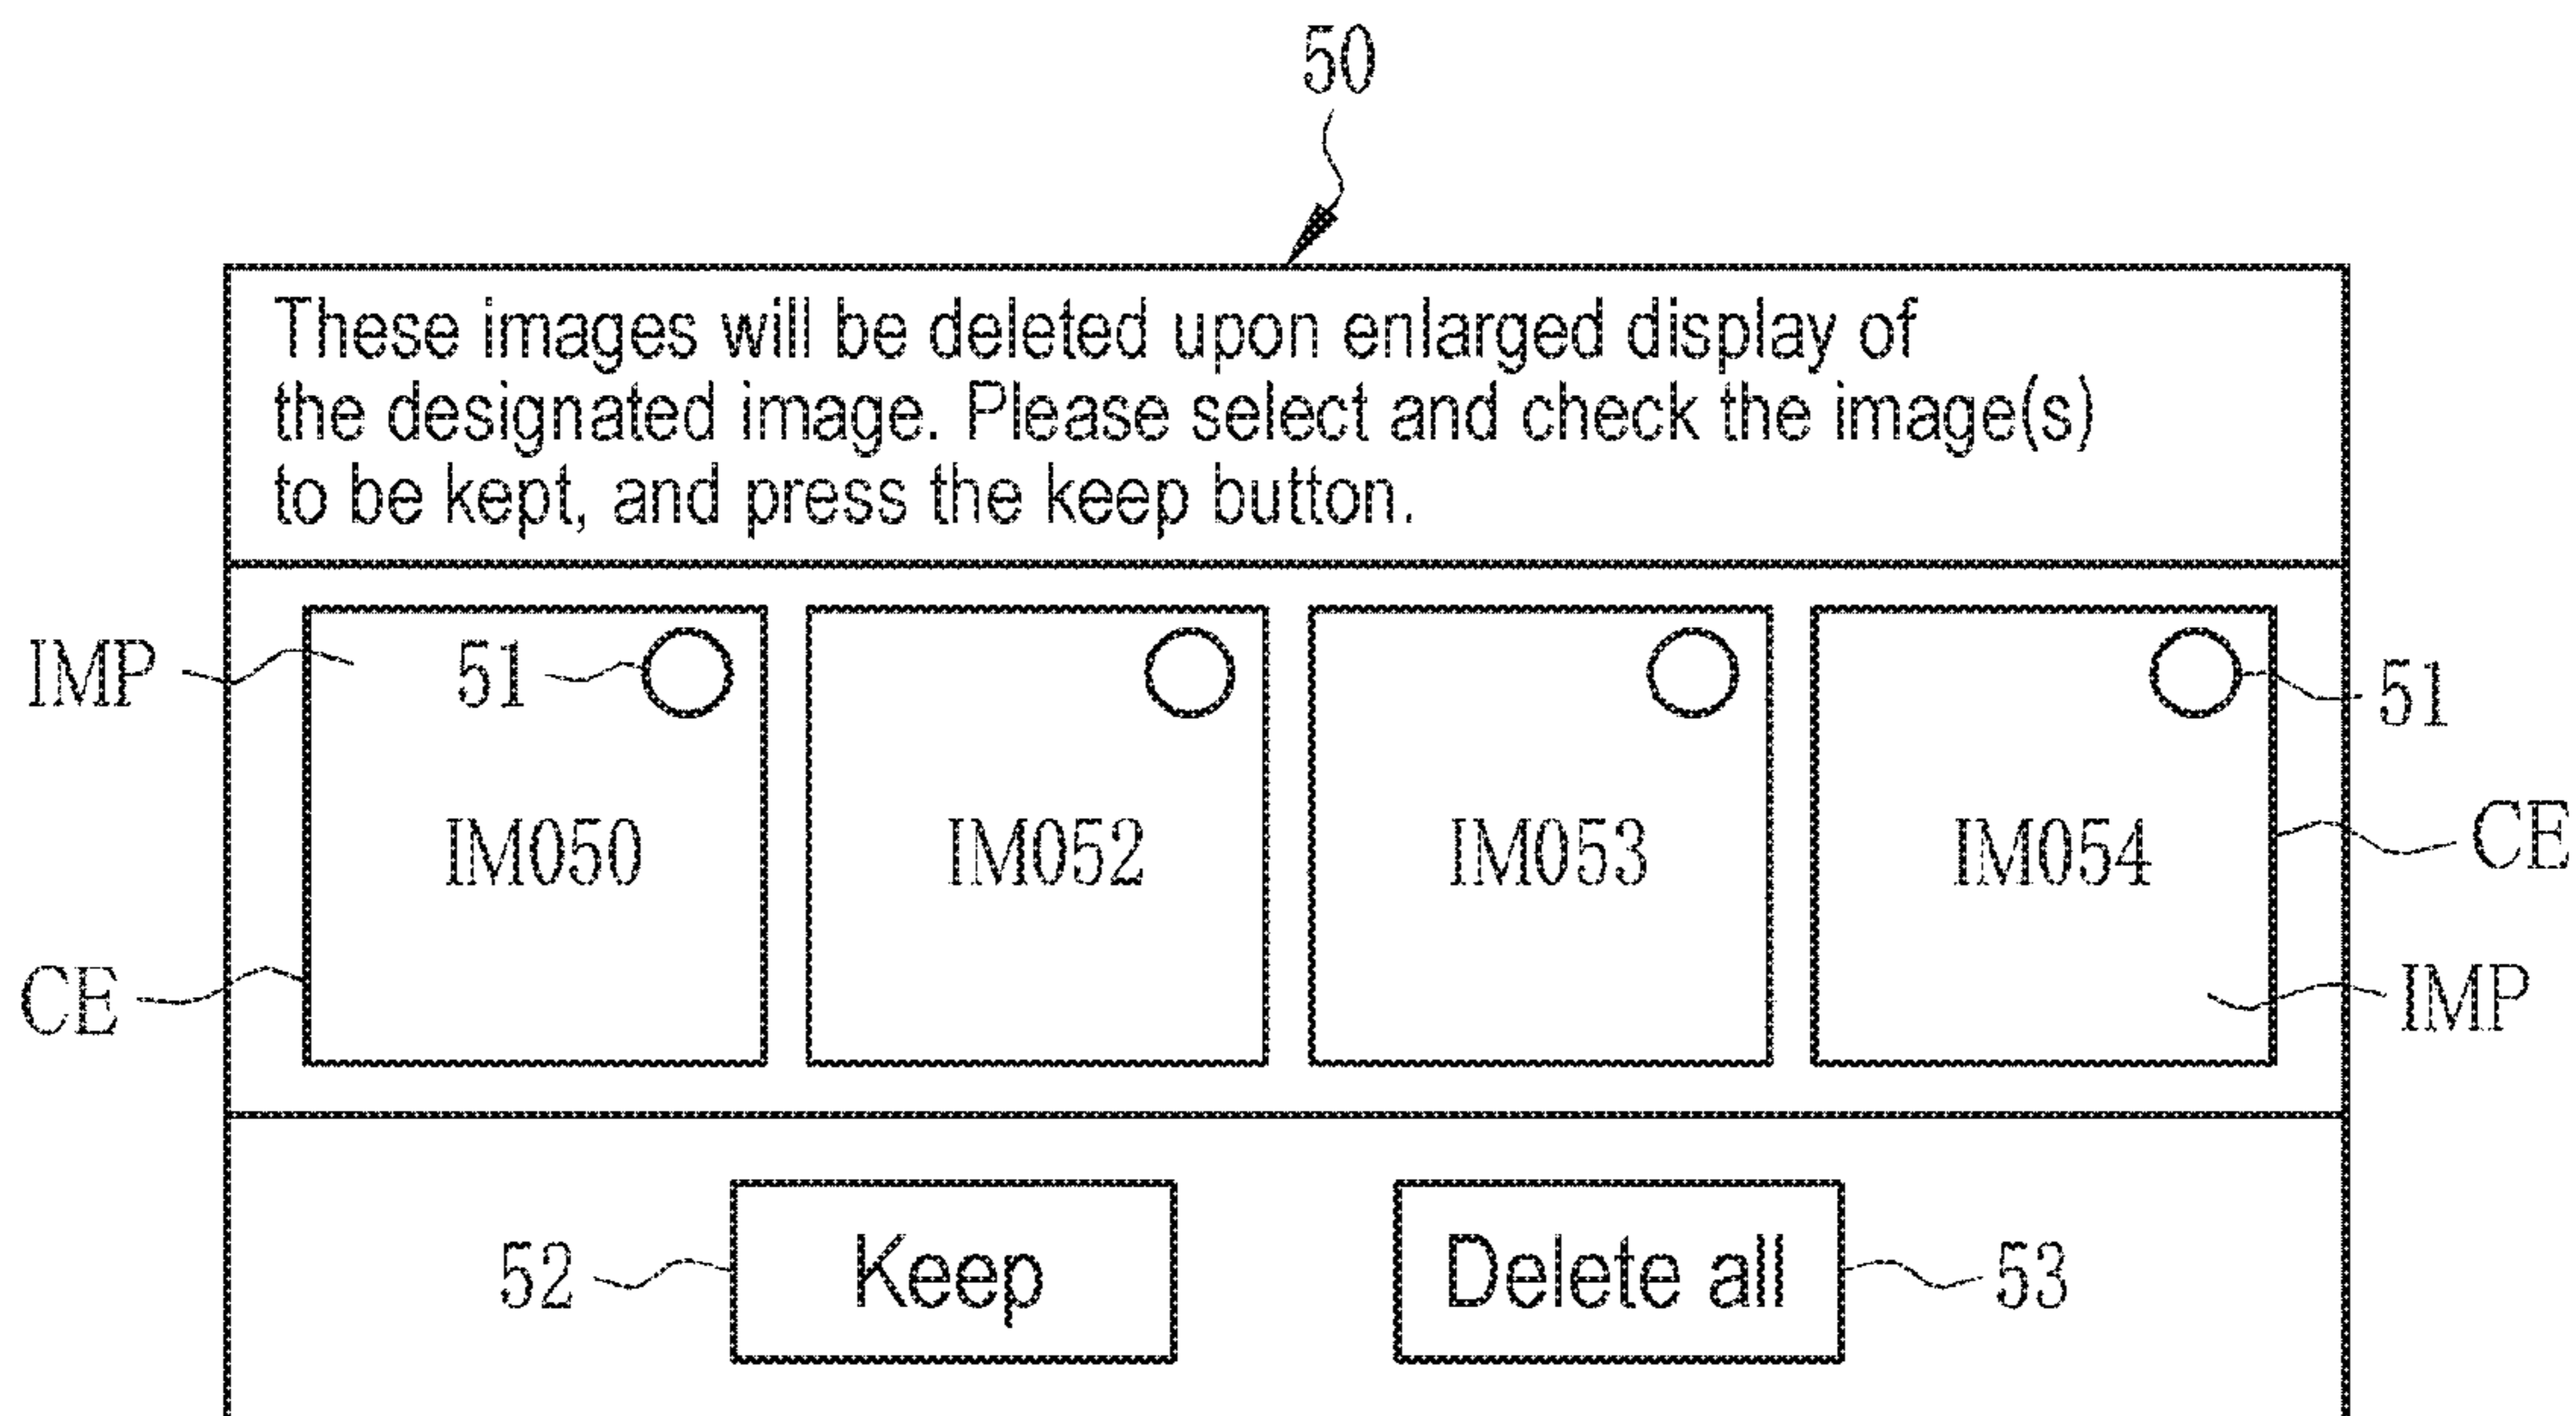 50
These images will be deleted upon enlarged display of
the designated image. Please select and check the image(s)
to be kept, and press the keep button.
IMP 51 51
IM050 IM052 IM053 IM054 CE
CE IMP
52 Keep Delete all 53